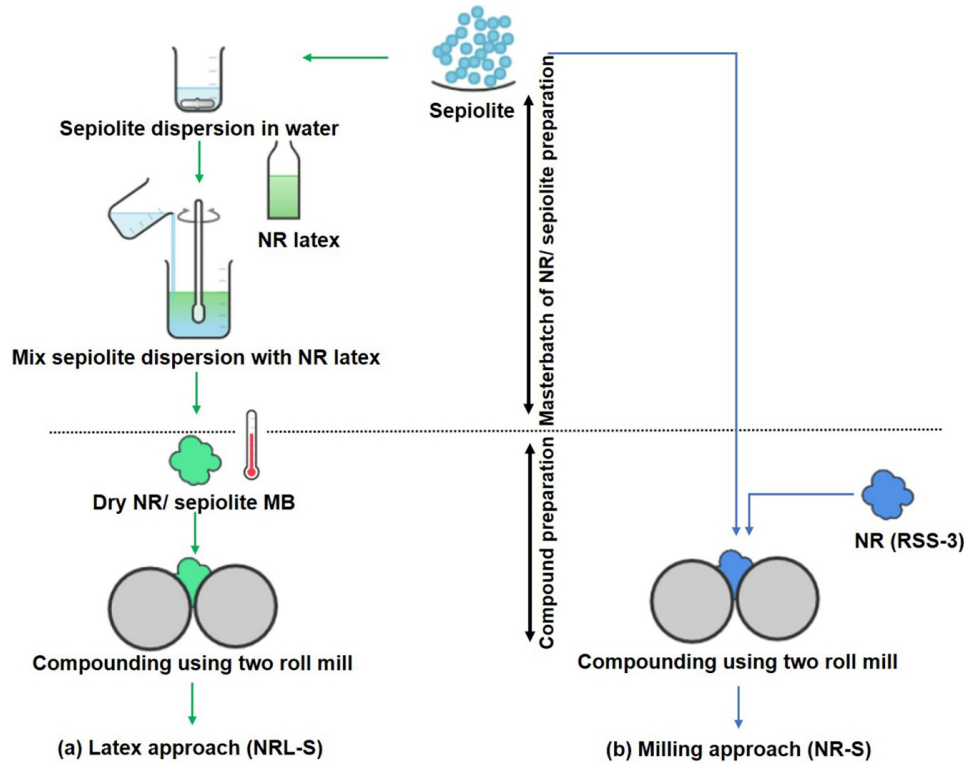 Sepiolite
Sepiolite dispersion in water
NR latex
Mix sepiolite dispersion with NR latex
Masterbatch of NR/ sepiolite preparation
Dry NR/ sepiolite MB
Compound preparation
NR (RSS-3)
Compounding using two roll mill
Compounding using two roll mill
(a) Latex approach (NRL-S)
(b) Milling approach (NR-S)